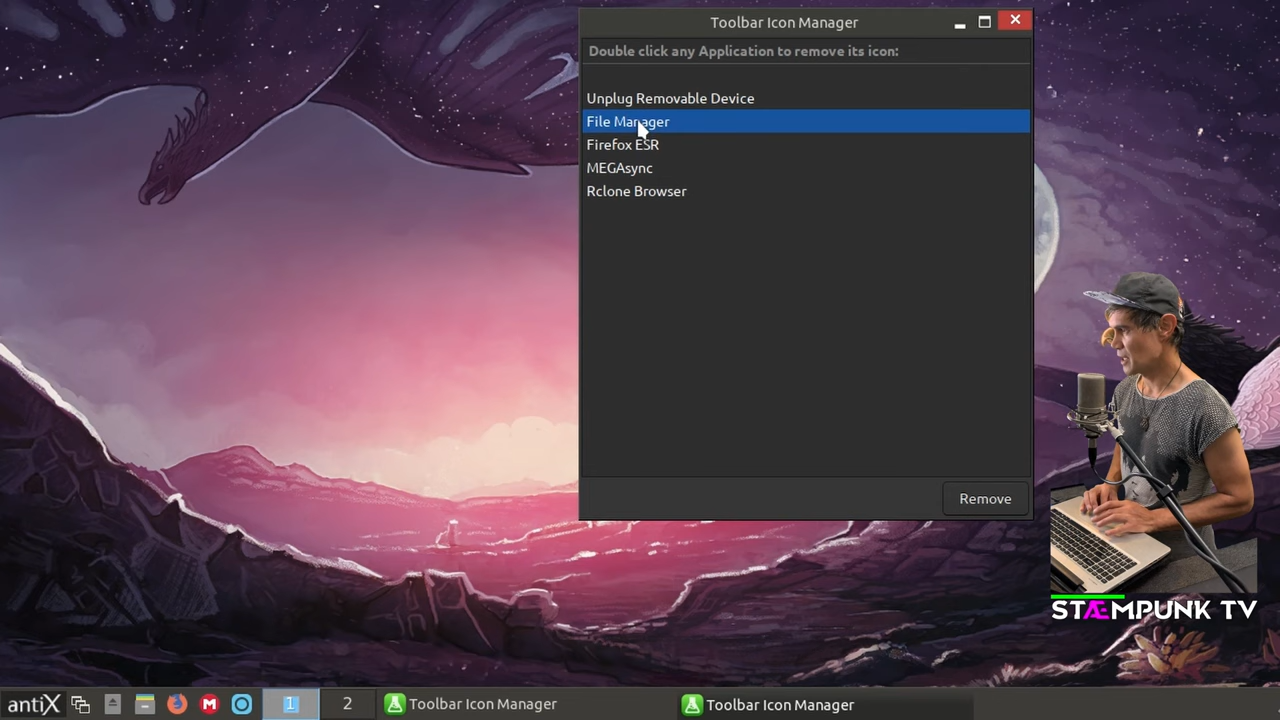 Toolbar Icon Manager
Double click any Application to remove its icon:
Unplug Removable Device
File Manager
Firefox ESR
MEGAsync
Rclone Browser
Remove
STÆMPUNK TV
antiX
M
1
2
Toolbar Icon Manager
Toolbar Icon Manager